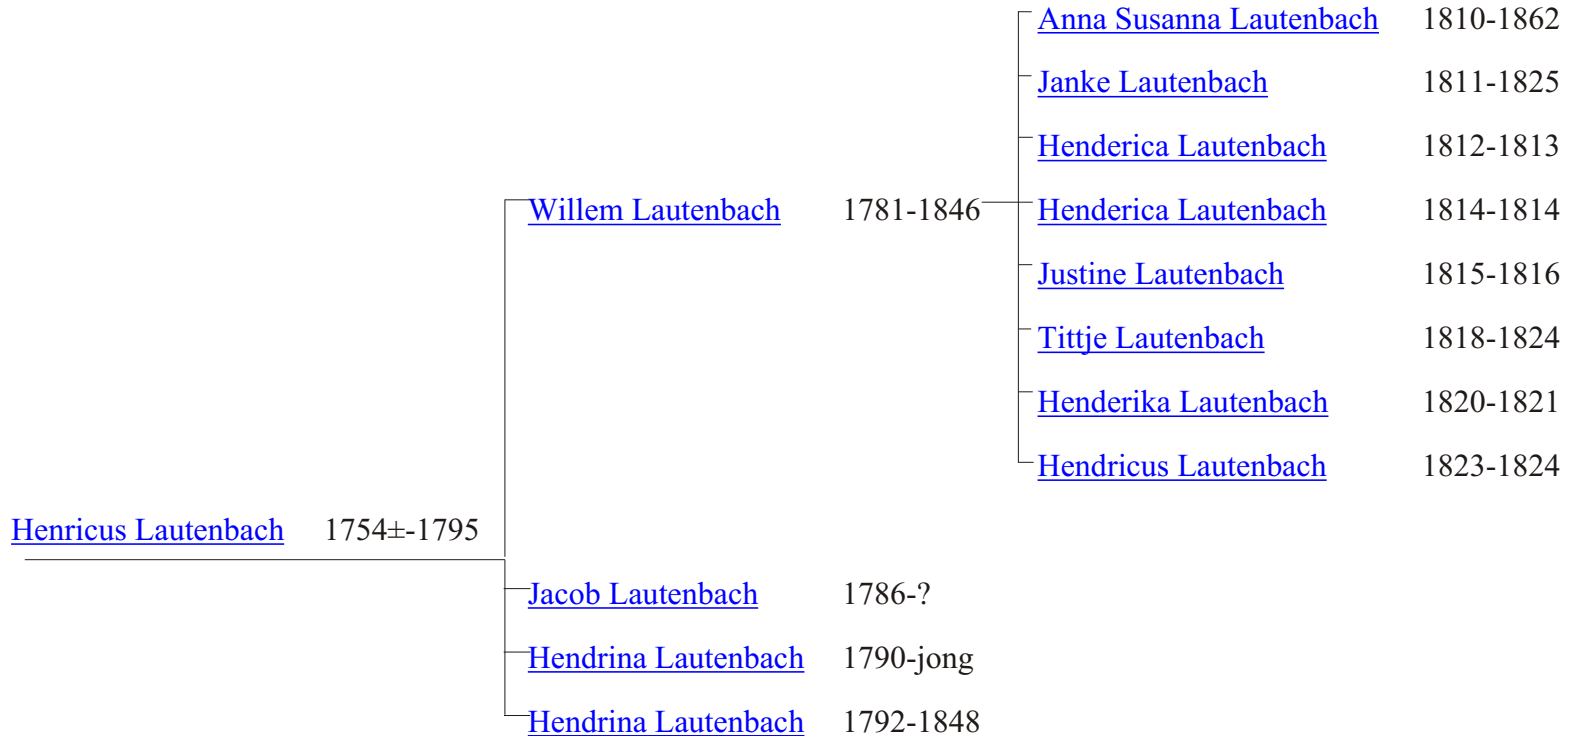 Anna Susanna Lautenbach 1810-1862
Janke Lautenbach 1811-1825
Henderica Lautenbach 1812-1813
Willem Lautenbach 1781-1846 Henderica Lautenbach 1814-1814
Justine Lautenbach 1815-1816
Tittje Lautenbach 1818-1824
Henderika Lautenbach 1820-1821
Hendricus Lautenbach 1823-1824
Henricus Lautenbach 1754±-1795
Jacob Lautenbach 1786-?
Hendrina Lautenbach 1790-jong
Hendrina Lautenbach 1792-1848